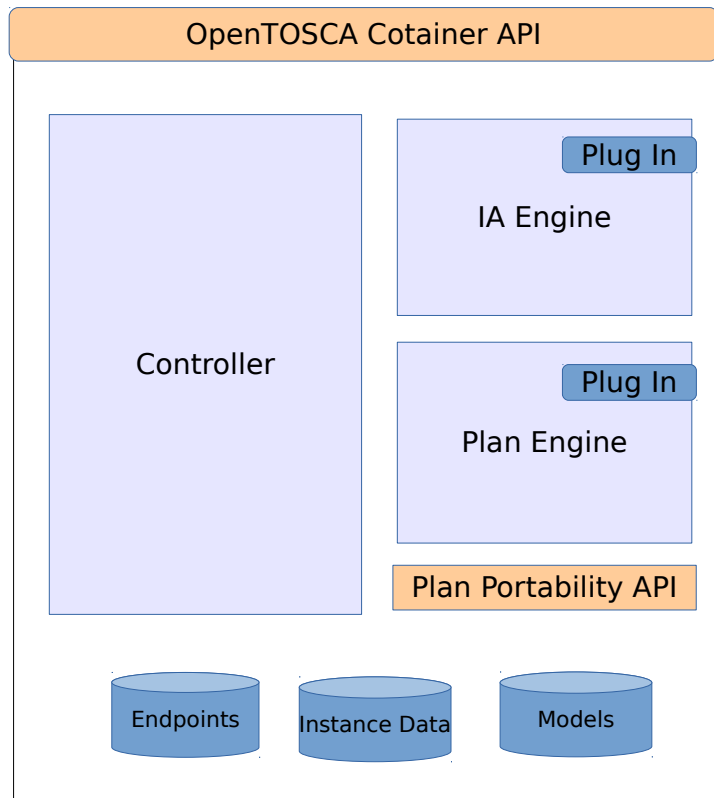 OpenTOSCA Cotainer API
Plug In
IA Engine
Controller
Plug In
Plan Engine
Plan Portability API
Endpoints
Instance Data
Models